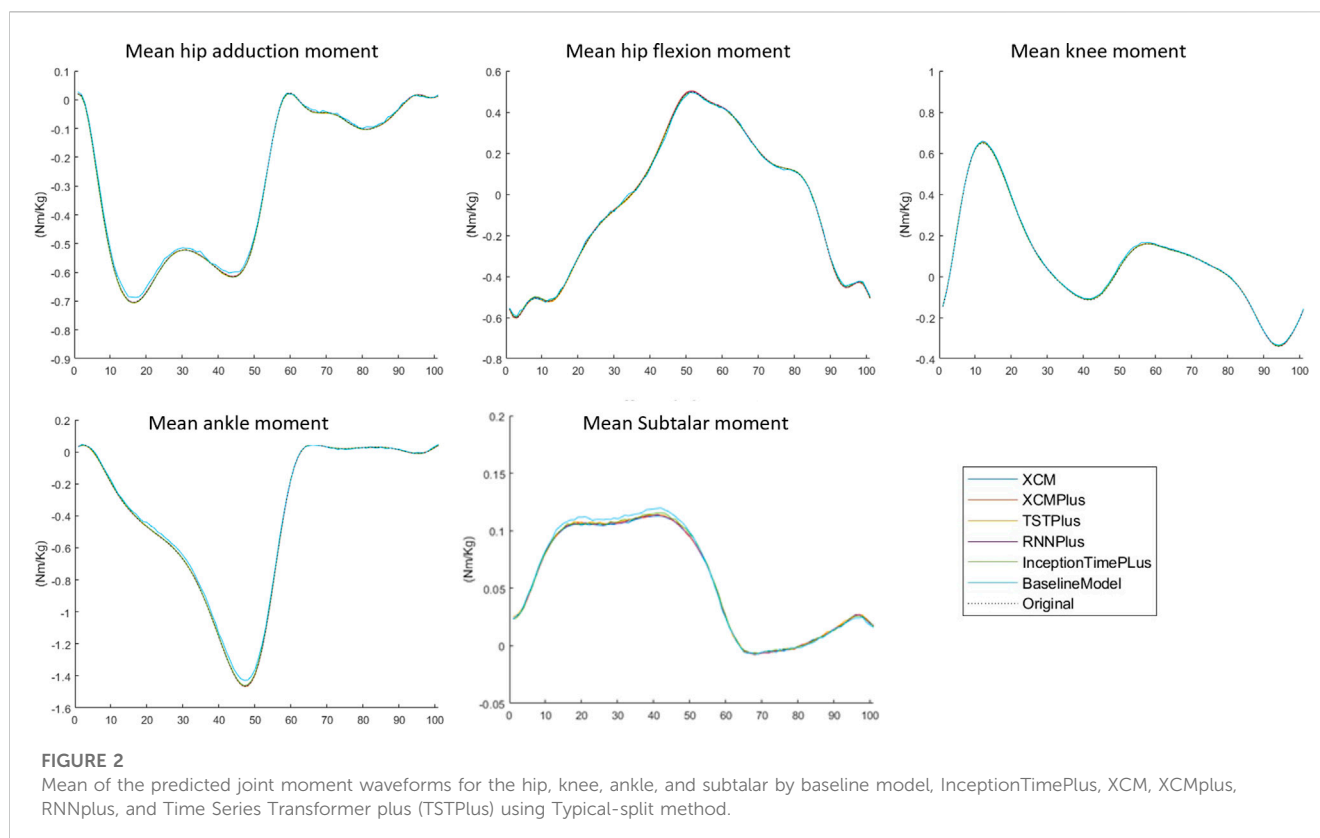 Mean hip adduction moment
0.1
0
-0.1
-0.2
-0.3
-0.4
-0.5
-0.6
-0.7
-0.8
-0.9
(Nm/Kg)
0 10 20 30 40 50 60 70 80 90 100
Mean hip flexion moment
0.6
0.4
0.2
0
-0.2
-0.4
-0.6
-0.8
(Nm/Kg)
0 10 20 30 40 50 60 70 80 90 100
Mean knee moment
1
0.8
0.6
0.4
0.2
0
-0.2
-0.4
(Nm/Kg)
0 10 20 30 40 50 60 70 80 90 100
Mean ankle moment
0.2
0
-0.2
-0.4
-0.6
-0.8
-1
-1.2
-1.4
-1.6
(Nm/Kg)
0 10 20 30 40 50 60 70 80 90 100
Mean Subtalar moment
0.2
0.15
0.1
0.05
0
-0.05
(Nm/Kg)
0 10 20 30 40 50 60 70 80 90 100
XCM
XCMPlus
TSTPlus
RNNPlus
InceptionTimePLus
BaselineModel
Original
FIGURE 2
Mean of the predicted joint moment waveforms for the hip, knee, ankle, and subtalar by baseline model, InceptionTimePlus, XCM, XCMplus,
RNNplus, and Time Series Transformer plus (TSTPlus) using Typical-split method.